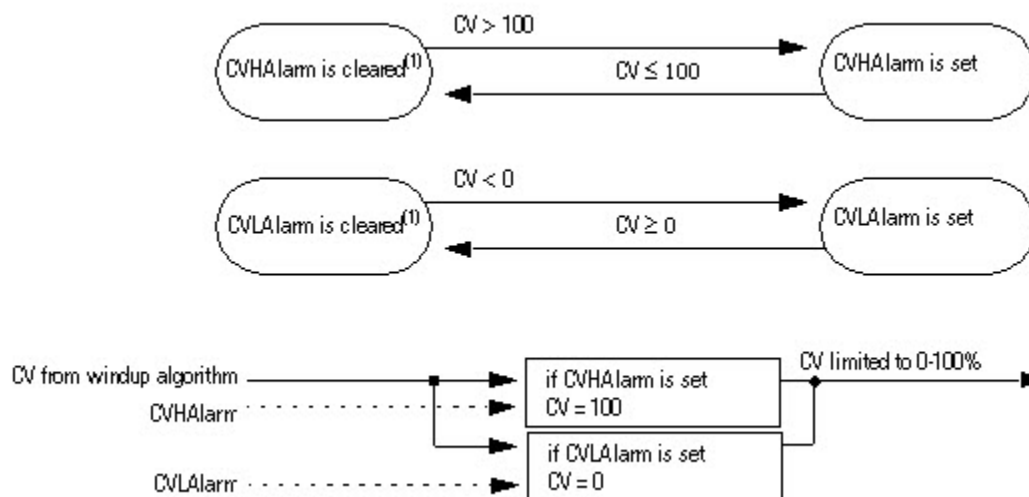 CV > 100
CVHAlarm is cleared(1)
CV ≤ 100
CVHAlarm is set
CV < 0
CVLAlarm is cleared(1)
CV ≥ 0
CVLAlarm is set
CV from windup algorithm
CVHAlarm
if CVHAlarm is set
CV = 100
CV limited to 0-100%
CVLAlarm
if CVLAlarm is set
CV = 0